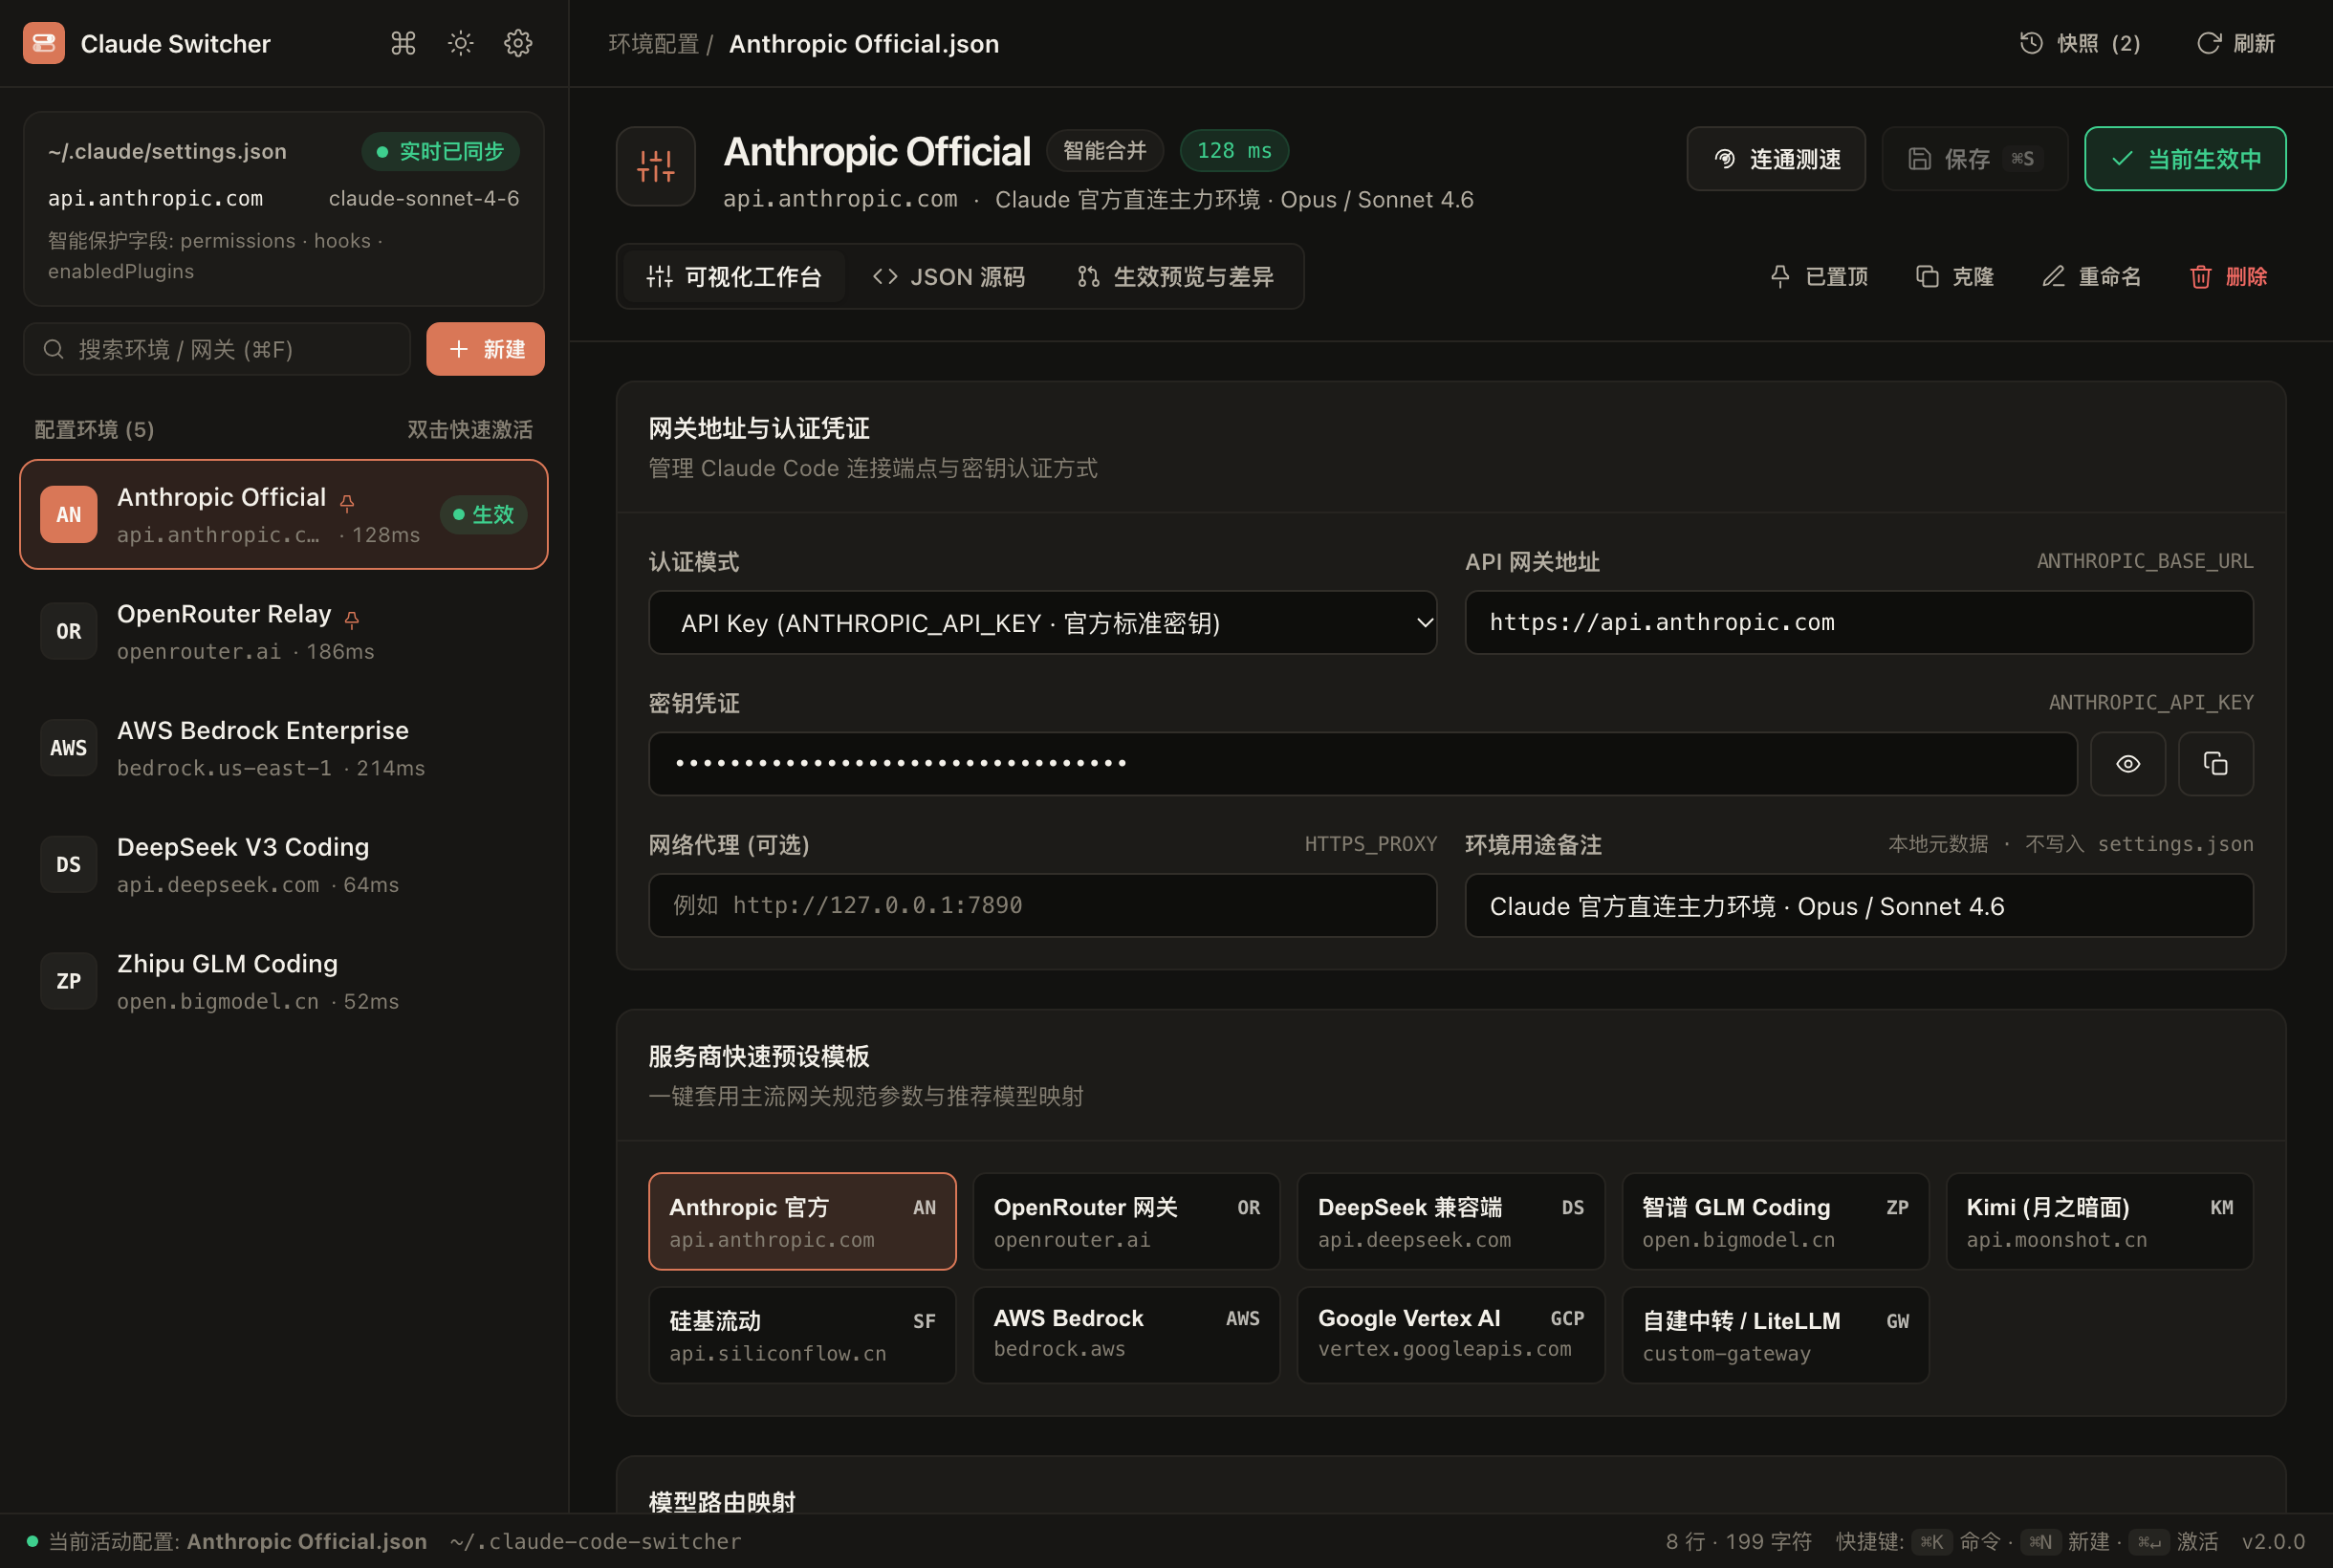 Claude Switcher
环境配置 / Anthropic Official.json
快照 (2)
刷新
~/.claude/settings.json
实时已同步
api.anthropic.com
claude-sonnet-4-6
智能保护字段: permissions · hooks ·
enabledPlugins
搜索环境 / 网关 (⌘F)
新建
配置环境 (5)
双击快速激活
AN
Anthropic Official
api.anthropic.c… · 128ms
生效
OR
OpenRouter Relay
openrouter.ai · 186ms
AWS
AWS Bedrock Enterprise
bedrock.us-east-1 · 214ms
DS
DeepSeek V3 Coding
api.deepseek.com · 64ms
ZP
Zhipu GLM Coding
open.bigmodel.cn · 52ms
Anthropic Official
智能合并
128 ms
api.anthropic.com · Claude 官方直连主力环境 · Opus / Sonnet 4.6
连通测速
保存 ⌘S
当前生效中
可视化工作台
JSON 源码
生效预览与差异
已置顶
克隆
重命名
删除
网关地址与认证凭证
管理 Claude Code 连接端点与密钥认证方式
认证模式
API Key (ANTHROPIC_API_KEY · 官方标准密钥)
API 网关地址
ANTHROPIC_BASE_URL
https://api.anthropic.com
密钥凭证
ANTHROPIC_API_KEY
•••••••••••••••••••••••••••••••••
网络代理 (可选)
HTTPS_PROXY
例如 http://127.0.0.1:7890
环境用途备注
本地元数据 · 不写入 settings.json
Claude 官方直连主力环境 · Opus / Sonnet 4.6
服务商快速预设模板
一键套用主流网关规范参数与推荐模型映射
Anthropic 官方
AN
api.anthropic.com
OpenRouter 网关
OR
openrouter.ai
DeepSeek 兼容端
DS
api.deepseek.com
智谱 GLM Coding
ZP
open.bigmodel.cn
Kimi (月之暗面)
KM
api.moonshot.cn
硅基流动
SF
api.siliconflow.cn
AWS Bedrock
AWS
bedrock.aws
Google Vertex AI
GCP
vertex.googleapis.com
自建中转 / LiteLLM
GW
custom-gateway
模型路由映射
当前活动配置: Anthropic Official.json
~/.claude-code-switcher
8 行 · 199 字符
快捷键: ⌘K 命令 · ⌘N 新建 · ⌘↵ 激活
v2.0.0